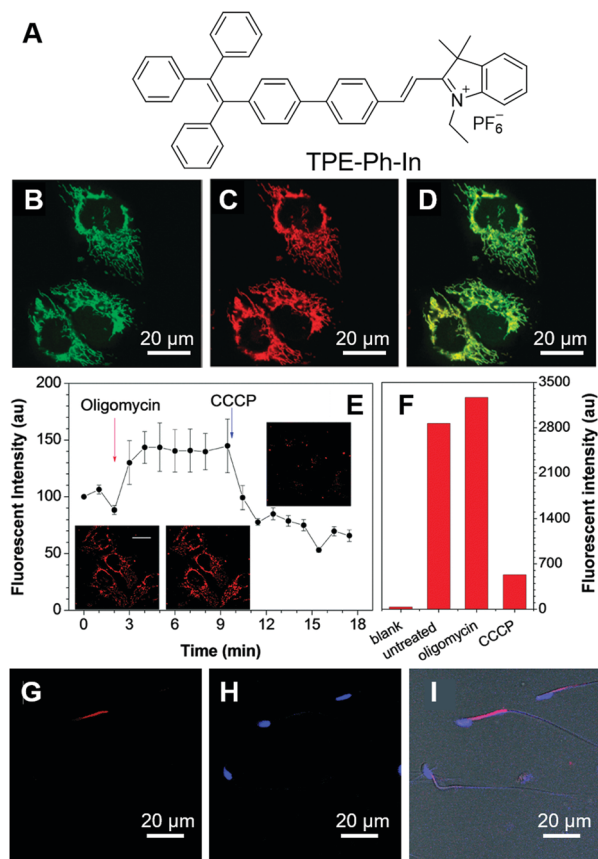 A
N
+
PF6−
TPE-Ph-In
B
C
D
20 µm
20 µm
20 µm
200
150
100
50
0
Fluorescent Intensity (au)
Oligomycin
CCCP
E
0 3 6 9 12 15 18
Time (min)
F
3500
2800
2100
1400
700
0
Fluorescent Intensity (au)
blank
untreated
oligomycin
CCCP
G
H
I
20 µm
20 µm
20 µm